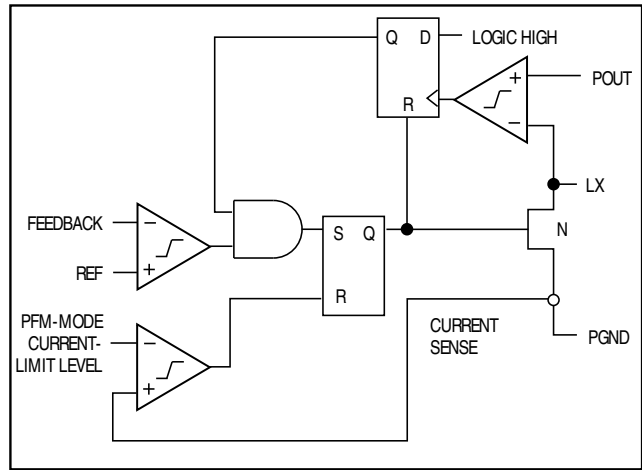 Q D LOGIC HIGH
R
+
−
POUT
LX
FEEDBACK
−
+
REF
S Q
R
N
PFM-MODE
CURRENT-
LIMIT LEVEL
−
+
CURRENT
SENSE
PGND